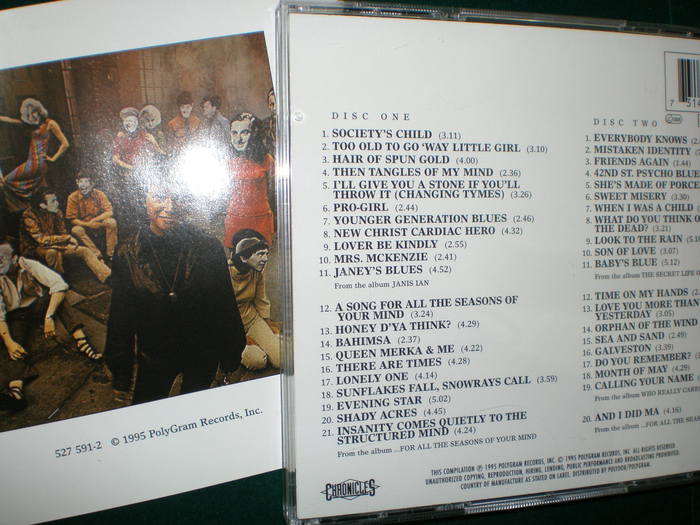 DISC ONE
1. SOCIETY'S CHILD (3.11)
2. TOO OLD TO GO 'WAY LITTLE GIRL (3.10)
3. HAIR OF SPUN GOLD (4.00)
4. THEN TANGLES OF MY MIND (2.36)
5. I'LL GIVE YOU A STONE IF YOU'LL
THROW IT (CHANGING TYMES) (3.26)
6. PRO-GIRL (2.44)
7. YOUNGER GENERATION BLUES (2.46)
8. NEW CHRIST CARDIAC HERO (4.32)
9. LOVER BE KINDLY (2.55)
10. MRS. MCKENZIE (2.41)
11. JANEY'S BLUES (4.52)
From the album JANIS IAN
12. A SONG FOR ALL THE SEASONS OF
YOUR MIND (3.24)
13. HONEY D'YA THINK? (4.29)
14. BAHIMSA (2.37)
15. QUEEN MERKA & ME (4.22)
16. THERE ARE TIMES (4.28)
17. LONELY ONE (4.14)
18. SUNFLAKES FALL, SNOWRAYS CALL (3.59)
19. EVENING STAR (5.02)
20. SHADY ACRES (4.45)
21. INSANITY COMES QUIETLY TO THE
STRUCTURED MIND (4.24)
From the album ...FOR ALL THE SEASONS OF YOUR MIND
DISC TWO
1. EVERYBODY KNOWS (2.
2. MISTAKEN IDENTITY
3. FRIENDS AGAIN (1.44)
4. 42ND ST. PSYCHO BLUE
5. SHE'S MADE OF PORC
6. SWEET MISERY (3.30)
7. WHEN I WAS A CHILD
8. WHAT DO YOU THINK
THE DEAD? (3.21)
9. LOOK TO THE RAIN (5.
10. SON OF LOVE (3.07)
11. BABY'S BLUE (5.12)
From the album THE SECRET LIFE
12. TIME ON MY HANDS (2.
13. LOVE YOU MORE THA
YESTERDAY (3.05)
14. ORPHAN OF THE WIND
15. SEA AND SAND (2.49)
16. GALVESTON (3.39)
17. DO YOU REMEMBER?
18. MONTH OF MAY (4.29)
19. CALLING YOUR NAME
From the album WHO REALLY CARE
20. AND I DID MA (4.16)
From the album ...FOR ALL THE SEAS
7 514
527 591-2 © 1995 PolyGram Records, Inc.
THIS COMPILATION ℗ 1995 POLYGRAM RECORDS, INC. © 1995 POLYGRAM RECORDS, INC. ALL RIGHTS RESERVED
UNAUTHORIZED COPYING, REPRODUCTION, HIRING, LENDING, PUBLIC PERFORMANCE AND BROADCASTING PROHIBITED.
COUNTRY OF MANUFACTURE AS STATED ON LABEL. DISTRIBUTED BY POLYDOR/POLYGRAM.
CHRONICLES